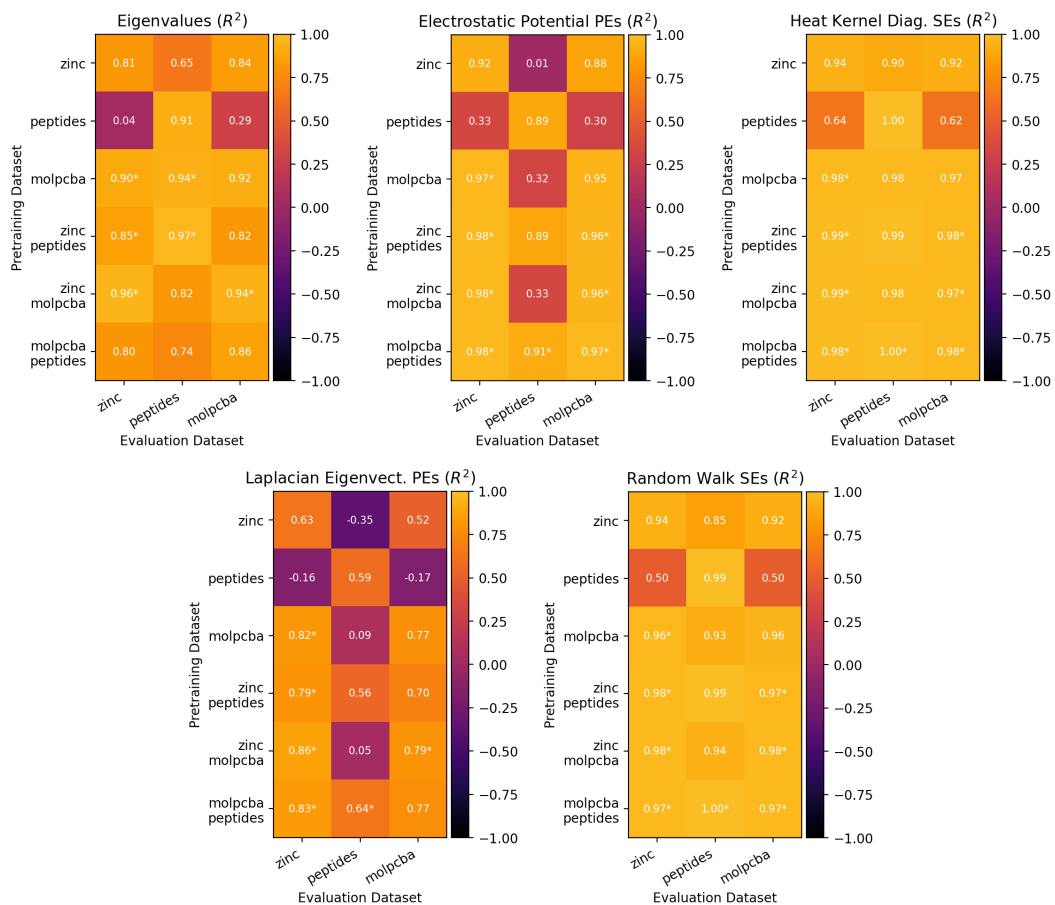 Eigenvalues (R²)
Pretraining Dataset
zinc 0.81 0.65 0.84
peptides 0.04 0.91 0.29
molpcba 0.90* 0.94* 0.92
zinc
peptides 0.85* 0.97* 0.82
zinc
molpcba 0.96* 0.82 0.94*
molpcba
peptides 0.80 0.74 0.86
zinc peptides molpcba
Evaluation Dataset
1.00
0.75
0.50
0.25
0.00
−0.25
−0.50
−0.75
−1.00
Electrostatic Potential PEs (R²)
Pretraining Dataset
zinc 0.92 0.01 0.88
peptides 0.33 0.89 0.30
molpcba 0.97* 0.32 0.95
zinc
peptides 0.98* 0.89 0.96*
zinc
molpcba 0.98* 0.33 0.96*
molpcba
peptides 0.98* 0.91* 0.97*
zinc peptides molpcba
Evaluation Dataset
1.00
0.75
0.50
0.25
0.00
−0.25
−0.50
−0.75
−1.00
Heat Kernel Diag. SEs (R²)
Pretraining Dataset
zinc 0.94 0.90 0.92
peptides 0.64 1.00 0.62
molpcba 0.98* 0.98 0.97
zinc
peptides 0.99* 0.99 0.98*
zinc
molpcba 0.99* 0.98 0.97*
molpcba
peptides 0.98* 1.00* 0.98*
zinc peptides molpcba
Evaluation Dataset
1.00
0.75
0.50
0.25
0.00
−0.25
−0.50
−0.75
−1.00
Laplacian Eigenvect. PEs (R²)
Pretraining Dataset
zinc 0.63 -0.35 0.52
peptides -0.16 0.59 -0.17
molpcba 0.82* 0.09 0.77
zinc
peptides 0.79* 0.56 0.70
zinc
molpcba 0.86* 0.05 0.79*
molpcba
peptides 0.83* 0.64* 0.77
zinc peptides molpcba
Evaluation Dataset
1.00
0.75
0.50
0.25
0.00
−0.25
−0.50
−0.75
−1.00
Random Walk SEs (R²)
Pretraining Dataset
zinc 0.94 0.85 0.92
peptides 0.50 0.99 0.50
molpcba 0.96* 0.93 0.96
zinc
peptides 0.98* 0.99 0.97*
zinc
molpcba 0.98* 0.94 0.98*
molpcba
peptides 0.97* 1.00* 0.97*
zinc peptides molpcba
Evaluation Dataset
1.00
0.75
0.50
0.25
0.00
−0.25
−0.50
−0.75
−1.00